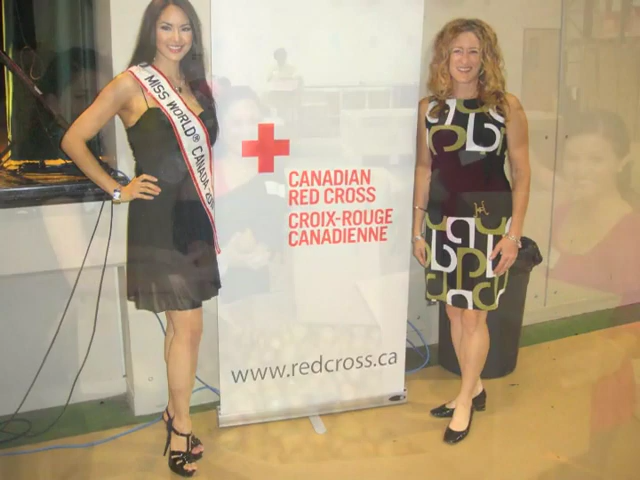 MISS WORLD® CANADA
CANADIAN
RED CROSS
CROIX-ROUGE
CANADIENNE
www.redcross.ca